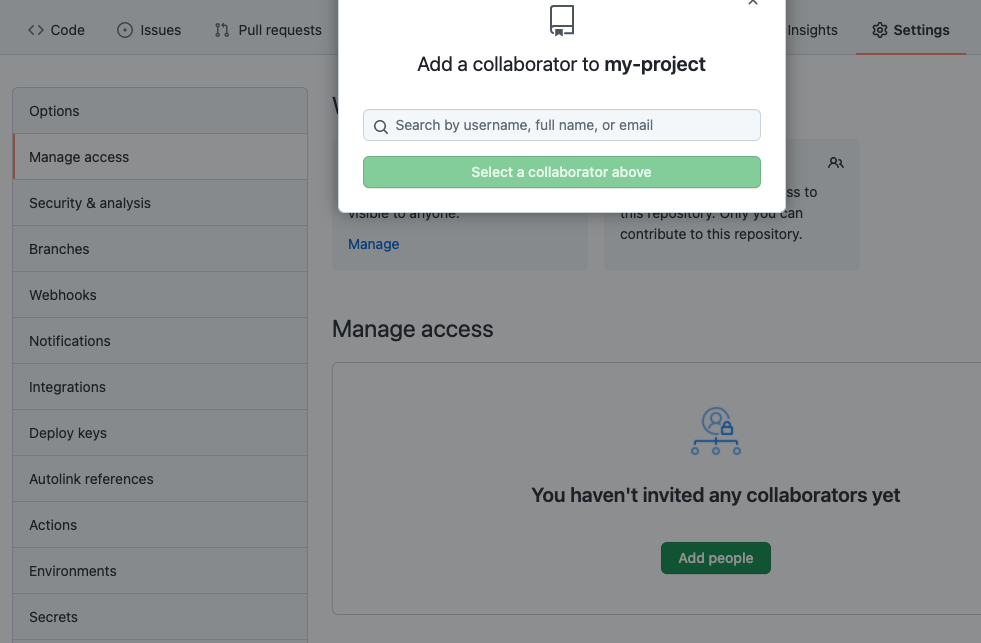 Code
Issues
Pull requests
Insights
Settings
Add a collaborator to my-project
Search by username, full name, or email
Select a collaborator above
Options
Manage access
Security & analysis
Branches
Webhooks
Notifications
Integrations
Deploy keys
Autolink references
Actions
Environments
Secrets
visible to anyone.
Manage
ss to
this repository. Only you can
contribute to this repository.
Manage access
You haven't invited any collaborators yet
Add people